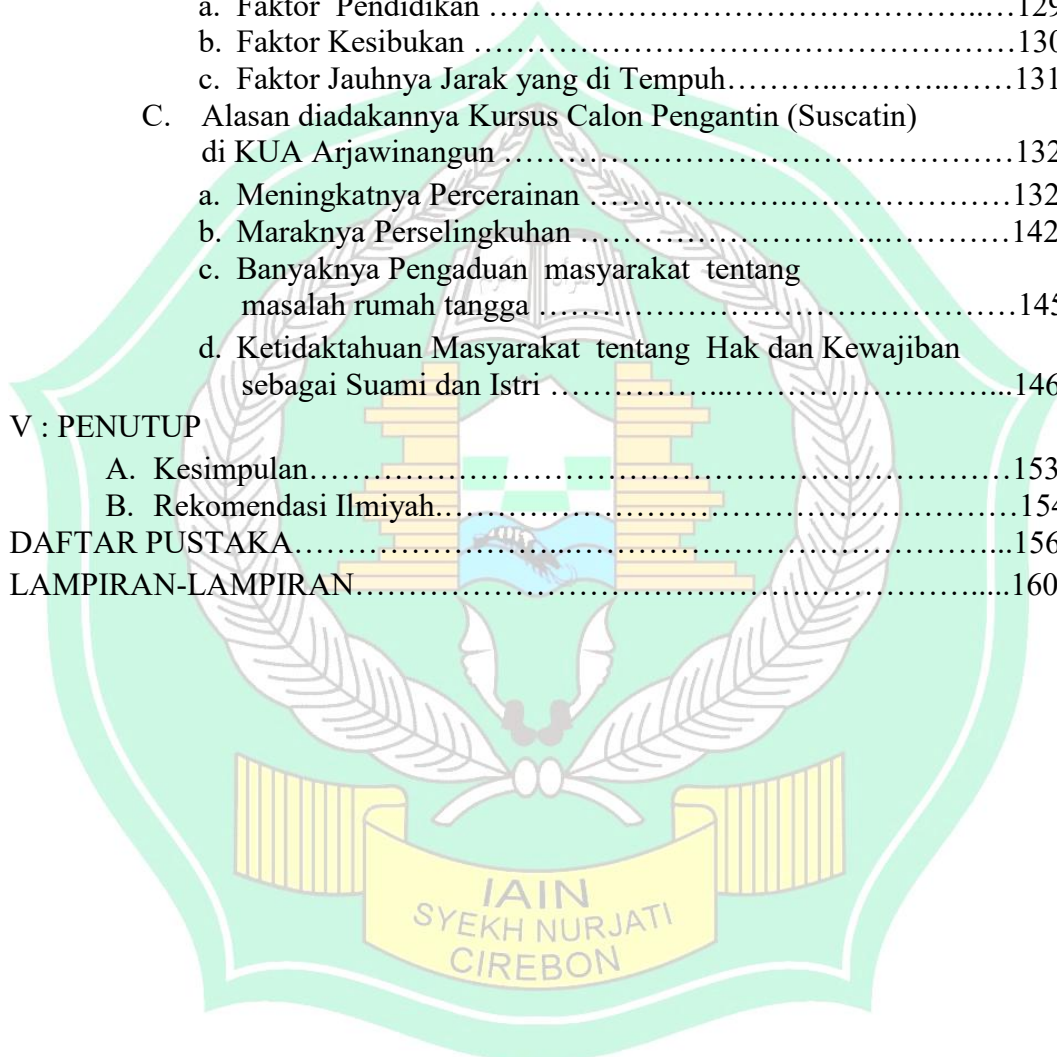 a. Faktor Pendidikan …………………………………………..…129
b. Faktor Kesibukan ………………………………………………130
c. Faktor Jauhnya Jarak yang di Tempuh………..………..……131
C. Alasan diadakannya Kursus Calon Pengantin (Suscatin)
di KUA Arjawinangun ……………………………………………132
a. Meningkatnya Percerainan ……………….…………………132
b. Maraknya Perselingkuhan ………………………….…………142
c. Banyaknya Pengaduan masyarakat tentang
masalah rumah tangga …………………………………………145
d. Ketidaktahuan Masyarakat tentang Hak dan Kewajiban
sebagai Suami dan Istri ……………...……………………...146
V : PENUTUP
A. Kesimpulan……………………………………………………………153
B. Rekomendasi Ilmiyah…………………………………………………154
DAFTAR PUSTAKA……………………..……………………………………..156
LAMPIRAN-LAMPIRAN…………………………………….……………….....160
IAIN
SYEKH NURJATI
CIREBON